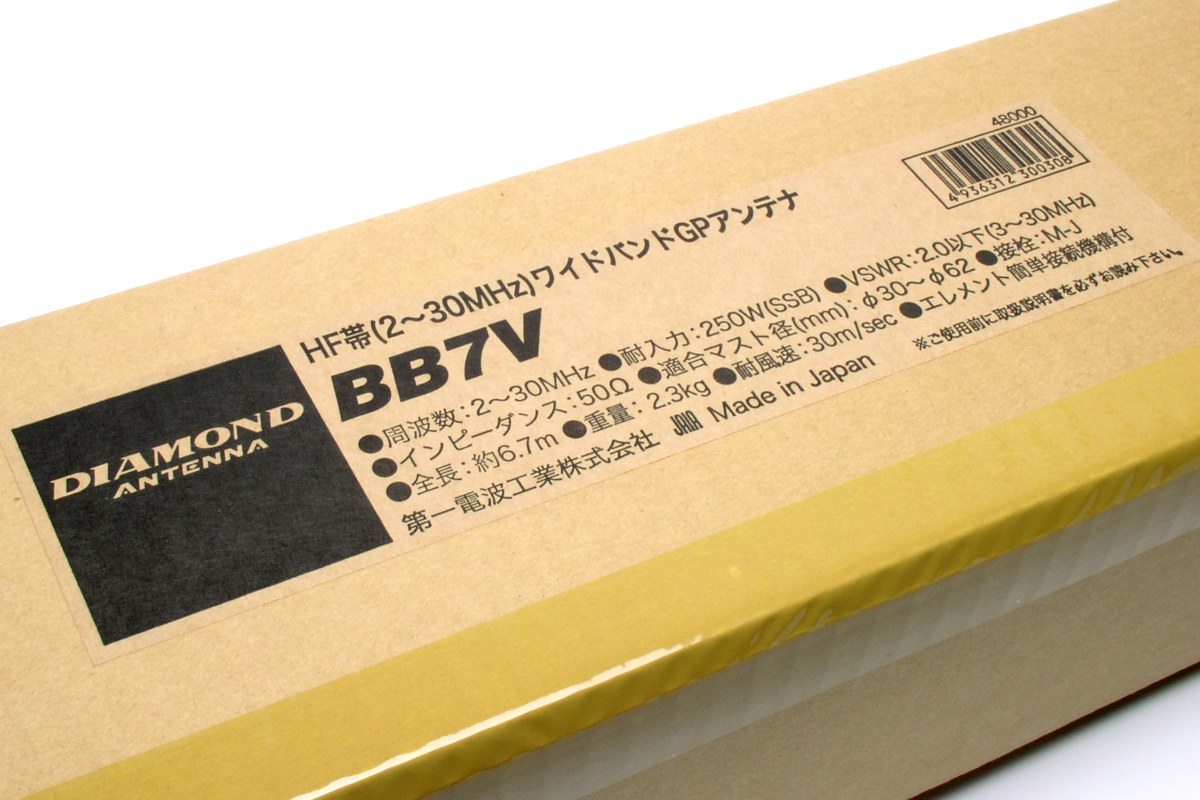 DIAMOND
ANTENNA
HF帯(2〜30MHz)ワイドバンドGPアンテナ
BB7V
●周波数:2〜30MHz ●耐入力:250W(SSB) ●VSWR:2.0以下(3〜30MHz)
●インピーダンス:50Ω ●適合マスト径(mm):φ30〜φ62 ●接栓:M-J
●全長:約6.7m ●重量:2.3kg ●耐風速:30m/sec ●エレメント簡単接続機構付
第一電波工業株式会社 JAIA Made in Japan ※ご使用前に取扱説明書を必ずお読み下さい。
48000
4 936312 300308